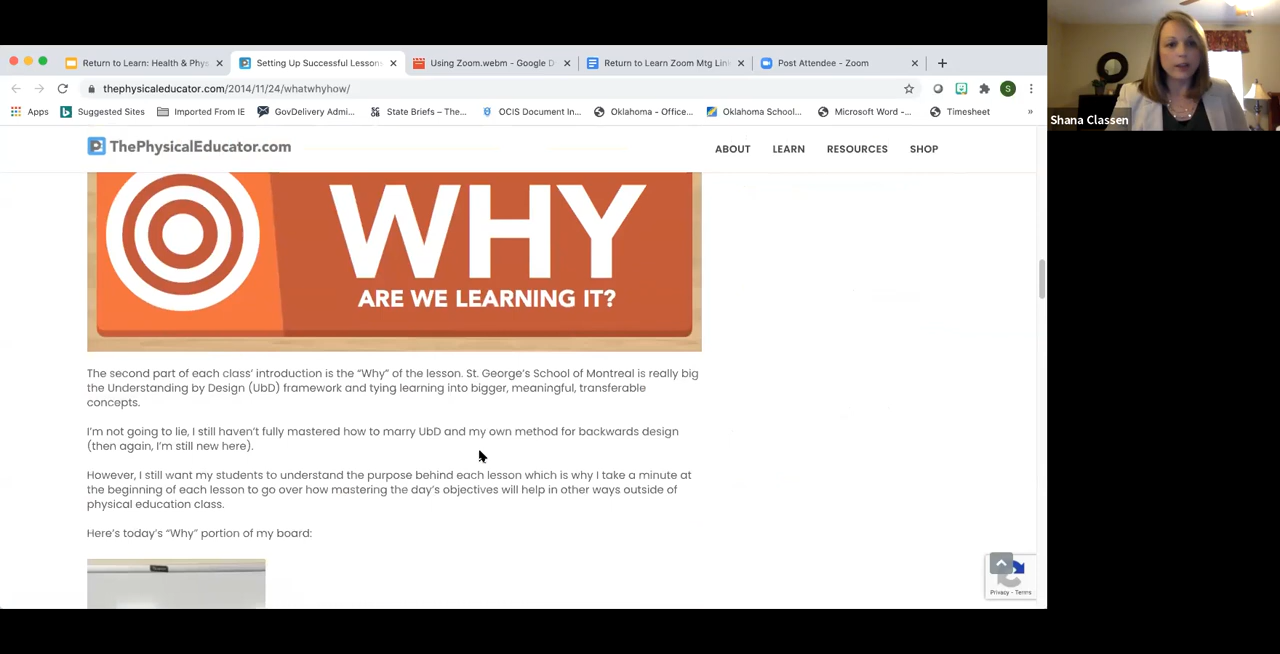 Return to Learn: Health & Phys
Setting Up Successful Lessons
Using Zoom.webm - Google D
Return to Learn Zoom Mtg Link
Post Attendee - Zoom
thephysicaleducator.com/2014/11/24/whatwhyhow/
S
Apps
Suggested Sites
Imported From IE
GovDelivery Admin...
State Briefs – The...
OCIS Document In...
Oklahoma - Office...
Oklahoma School...
Microsoft Word -...
Timesheet
»
Shana Classen
ThePhysicalEducator.com
ABOUT LEARN RESOURCES SHOP
WHY
ARE WE LEARNING IT?
The second part of each class’ introduction is the “Why” of the lesson. St. George’s School of Montreal is really big
the Understanding by Design (UbD) framework and tying learning into bigger, meaningful, transferable
concepts.
I’m not going to lie, I still haven’t fully mastered how to marry UbD and my own method for backwards design
(then again, I’m still new here).
However, I still want my students to understand the purpose behind each lesson which is why I take a minute at
the beginning of each lesson to go over how mastering the day’s objectives will help in other ways outside of
physical education class.
Here’s today’s “Why” portion of my board:
Privacy - Terms